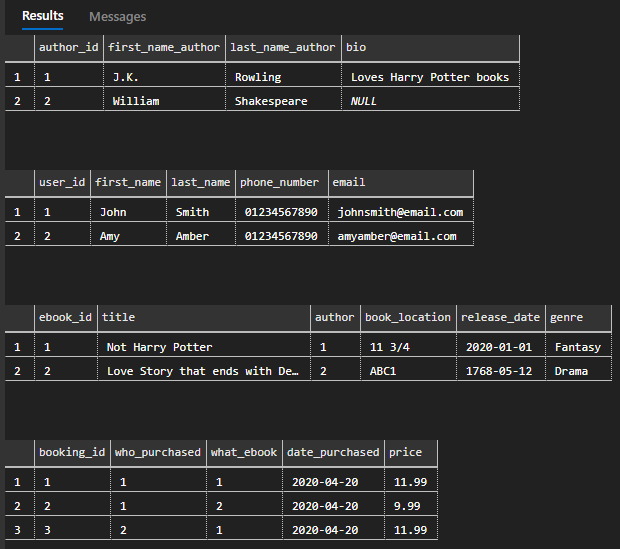 Results Messages
author_id first_name_author last_name_author bio
1 1 J.K. Rowling Loves Harry Potter books
2 2 William Shakespeare NULL
user_id first_name last_name phone_number email
1 1 John Smith 01234567890 johnsmith@email.com
2 2 Amy Amber 01234567890 amyamber@email.com
ebook_id title author book_location release_date genre
1 1 Not Harry Potter 1 11 3/4 2020-01-01 Fantasy
2 2 Love Story that ends with De… 2 ABC1 1768-05-12 Drama
booking_id who_purchased what_ebook date_purchased price
1 1 1 1 2020-04-20 11.99
2 2 1 2 2020-04-20 9.99
3 3 2 1 2020-04-20 11.99